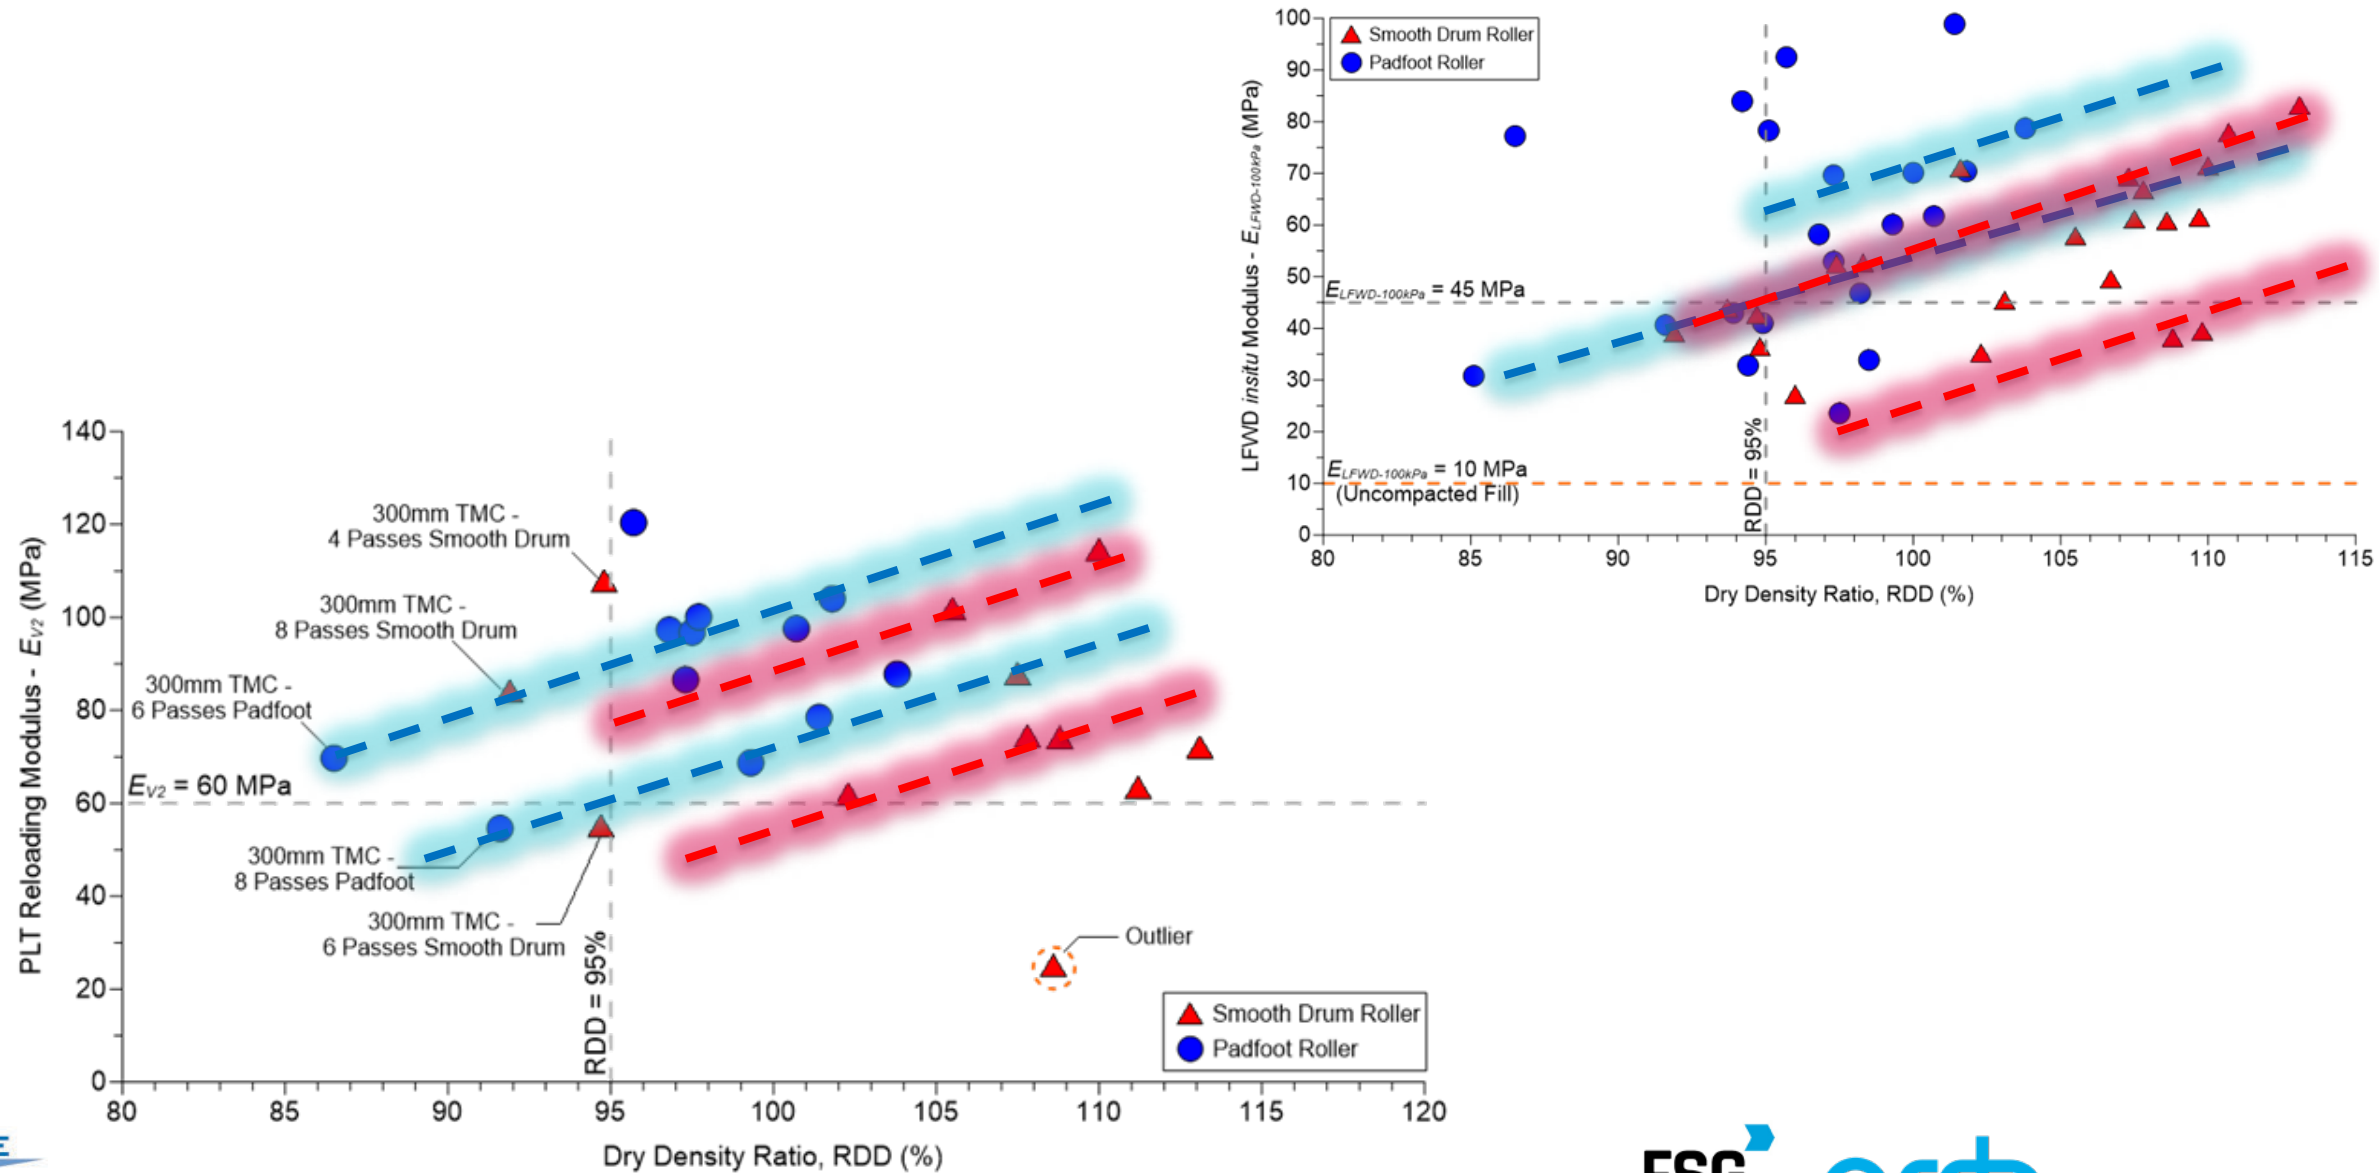 140
120
100
80
60
40
20
0
PLT Reloading Modulus - EV2 (MPa)
300mm TMC -
4 Passes Smooth Drum
300mm TMC -
8 Passes Smooth Drum
300mm TMC -
6 Passes Padfoot
EV2 = 60 MPa
300mm TMC -
8 Passes Padfoot
300mm TMC -
6 Passes Smooth Drum
RDD = 95%
Outlier
Smooth Drum Roller
Padfoot Roller
80 85 90 95 100 105 110 115 120
Dry Density Ratio, RDD (%)
100
90
80
70
60
50
40
30
20
10
0
LFWD insitu Modulus - ELFWD-100kPa (MPa)
Smooth Drum Roller
Padfoot Roller
ELFWD-100kPa = 45 MPa
ELFWD-100kPa = 10 MPa
(Uncompacted Fill)
RDD = 95%
80 85 90 95 100 105 110 115
Dry Density Ratio, RDD (%)
E